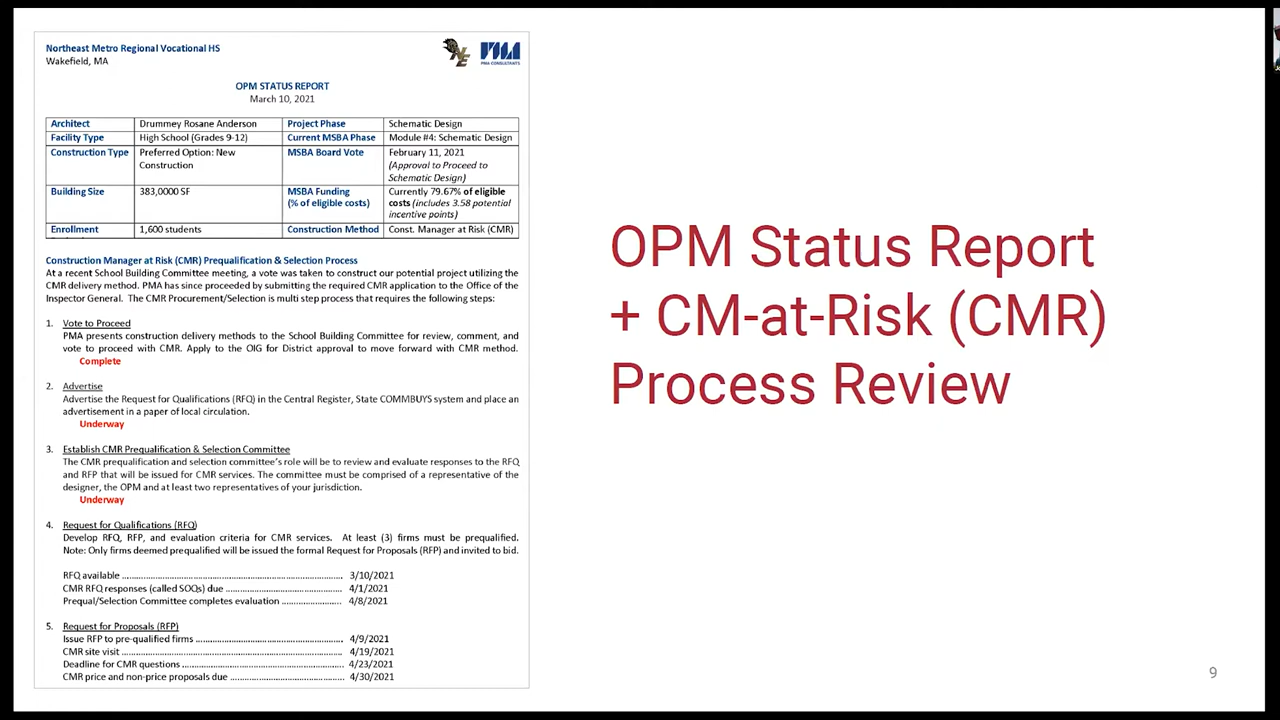 Northeast Metro Regional Vocational HS
Wakefield, MA
NE
PMA
PMA CONSULTANTS
OPM STATUS REPORT
March 10, 2021
Architect Drummey Rosane Anderson Project Phase Schematic Design
Facility Type High School (Grades 9-12) Current MSBA Phase Module #4: Schematic Design
Construction Type Preferred Option: New Construction MSBA Board Vote February 11, 2021
(Approval to Proceed to
Schematic Design)
Building Size 383,0000 SF MSBA Funding (% of eligible costs) Currently 79.67% of eligible
costs (includes 3.58 potential
incentive points)
Enrollment 1,600 students Construction Method Const. Manager at Risk (CMR)
Construction Manager at Risk (CMR) Prequalification & Selection Process
At a recent School Building Committee meeting, a vote was taken to construct our potential project utilizing the
CMR delivery method. PMA has since proceeded by submitting the required CMR application to the Office of the
Inspector General. The CMR Procurement/Selection is multi step process that requires the following steps:
1. Vote to Proceed
PMA presents construction delivery methods to the School Building Committee for review, comment, and
vote to proceed with CMR. Apply to the OIG for District approval to move forward with CMR method.
Complete
2. Advertise
Advertise the Request for Qualifications (RFQ) in the Central Register, State COMMBUYS system and place an
advertisement in a paper of local circulation.
Underway
3. Establish CMR Prequalification & Selection Committee
The CMR prequalification and selection committee's role will be to review and evaluate responses to the RFQ
and RFP that will be issued for CMR services. The committee must be comprised of a representative of the
designer, the OPM and at least two representatives of your jurisdiction.
Underway
4. Request for Qualifications (RFQ)
Develop RFQ, RFP, and evaluation criteria for CMR services. At least (3) firms must be prequalified.
Note: Only firms deemed prequalified will be issued the formal Request for Proposals (RFP) and invited to bid.
RFQ available ........ 3/10/2021
CMR RFQ responses (called SOQs) due ........ 4/1/2021
Prequal/Selection Committee completes evaluation ........ 4/8/2021
5. Request for Proposals (RFP)
Issue RFP to pre-qualified firms ........ 4/9/2021
CMR site visit ........ 4/19/2021
Deadline for CMR questions ........ 4/23/2021
CMR price and non-price proposals due ........ 4/30/2021
OPM Status Report
+ CM-at-Risk (CMR)
Process Review
9